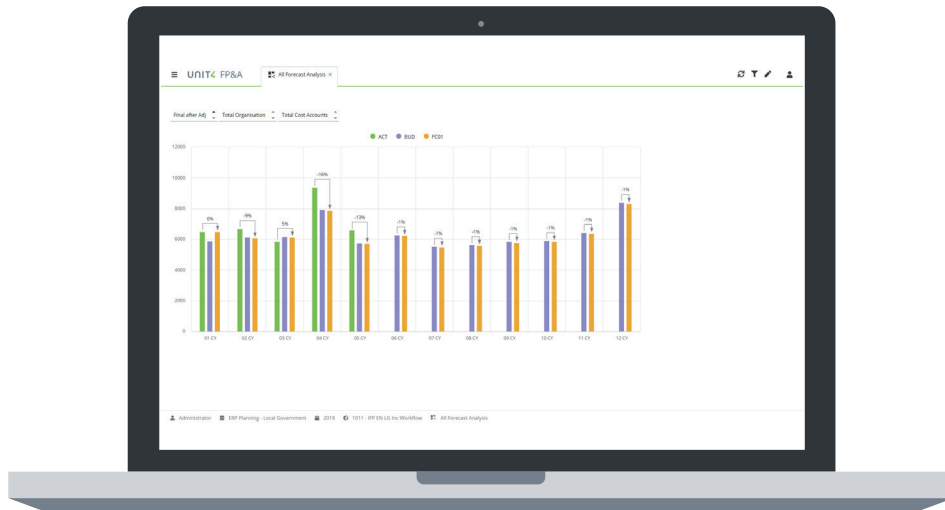 UNIT4 FP&A
All Forecast Analysis ×
Final after Adj Total Organisation Total Cost Accounts
ACT BUD FC01
12000
10000
8000
6000
4000
2000
0
0% -9% 5% -16% -13% -1% -1% -1% -1% -1% -1% -1%
01 CY 02 CY 03 CY 04 CY 05 CY 06 CY 07 CY 08 CY 09 CY 10 CY 11 CY 12 CY
Administrator ERP Planning - Local Government 2019 1011 - PP EN LG Inc Workflow All Forecast Analysis